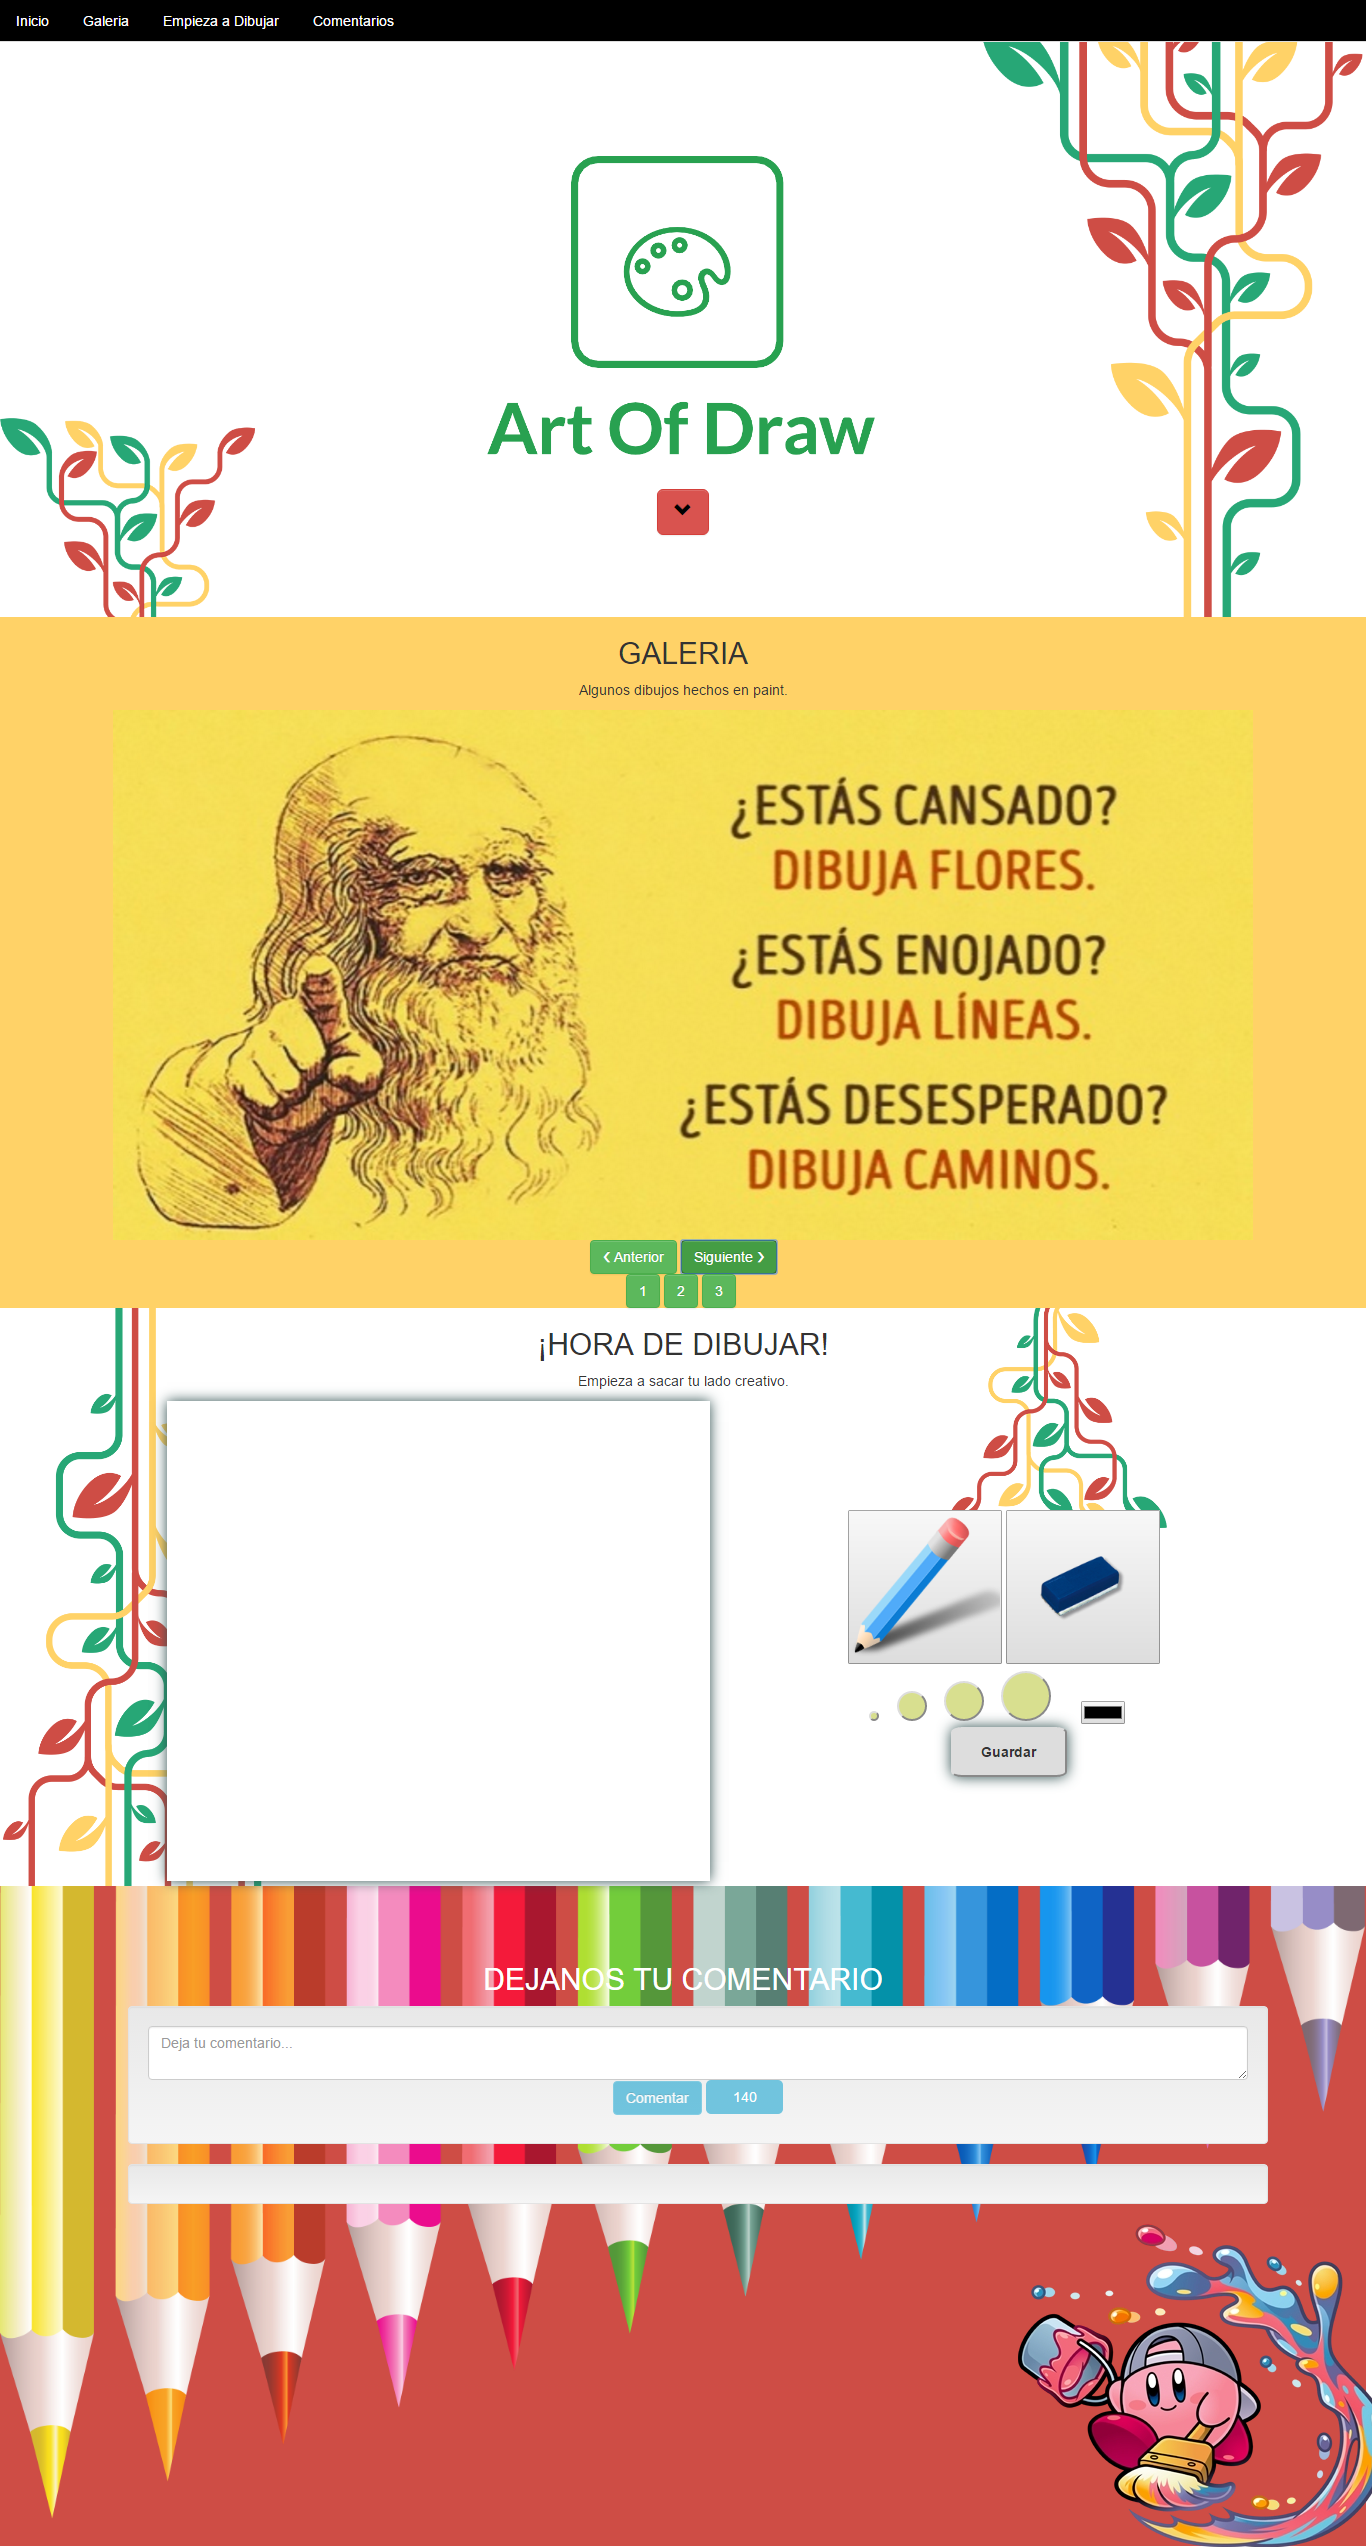 Inicio Galeria Empieza a Dibujar Comentarios
Art Of Draw
GALERIA
Algunos dibujos hechos en paint.
¿ESTÁS CANSADO?
DIBUJA FLORES.
¿ESTÁS ENOJADO?
DIBUJA LÍNEAS.
¿ESTÁS DESESPERADO?
DIBUJA CAMINOS.
❮ Anterior Siguiente ❯
1 2 3
¡HORA DE DIBUJAR!
Empieza a sacar tu lado creativo.
Guardar
DEJANOS TU COMENTARIO
Deja tu comentario...
Comentar 140